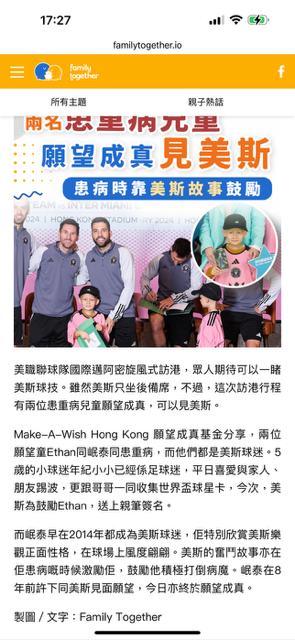 17:27
familytogether.io
family
together
所有主題
親子熱話
兩名患重病兒童
願望成真見美斯
患病時靠美斯故事鼓勵
美職聯球隊國際邁阿密旋風式訪港，眾人期待可以一睹
美斯球技。雖然美斯只坐後備席，不過，這次訪港行程
有兩位患重病兒童願望成真，可以見美斯。
Make-A-Wish Hong Kong 願望成真基金分享，兩位
願望童Ethan同岷泰同患重病，而他們都是美斯球迷。5
歲的小球迷年紀小小已經係足球迷，平日喜愛與家人、
朋友踢波，更跟哥哥一同收集世界盃球星卡，今次，美
斯為鼓勵Ethan，送上親筆簽名。
而岷泰早在2014年都成為美斯球迷，佢特別欣賞美斯樂
觀正面性格，在球場上風度翩翩。美斯的奮鬥故事亦在
佢患病嘅時候激勵佢，鼓勵他積極打倒病魔。岷泰在8
年前許下同美斯見面願望，今日亦終於願望成真。
製圖 / 文字：Family Together